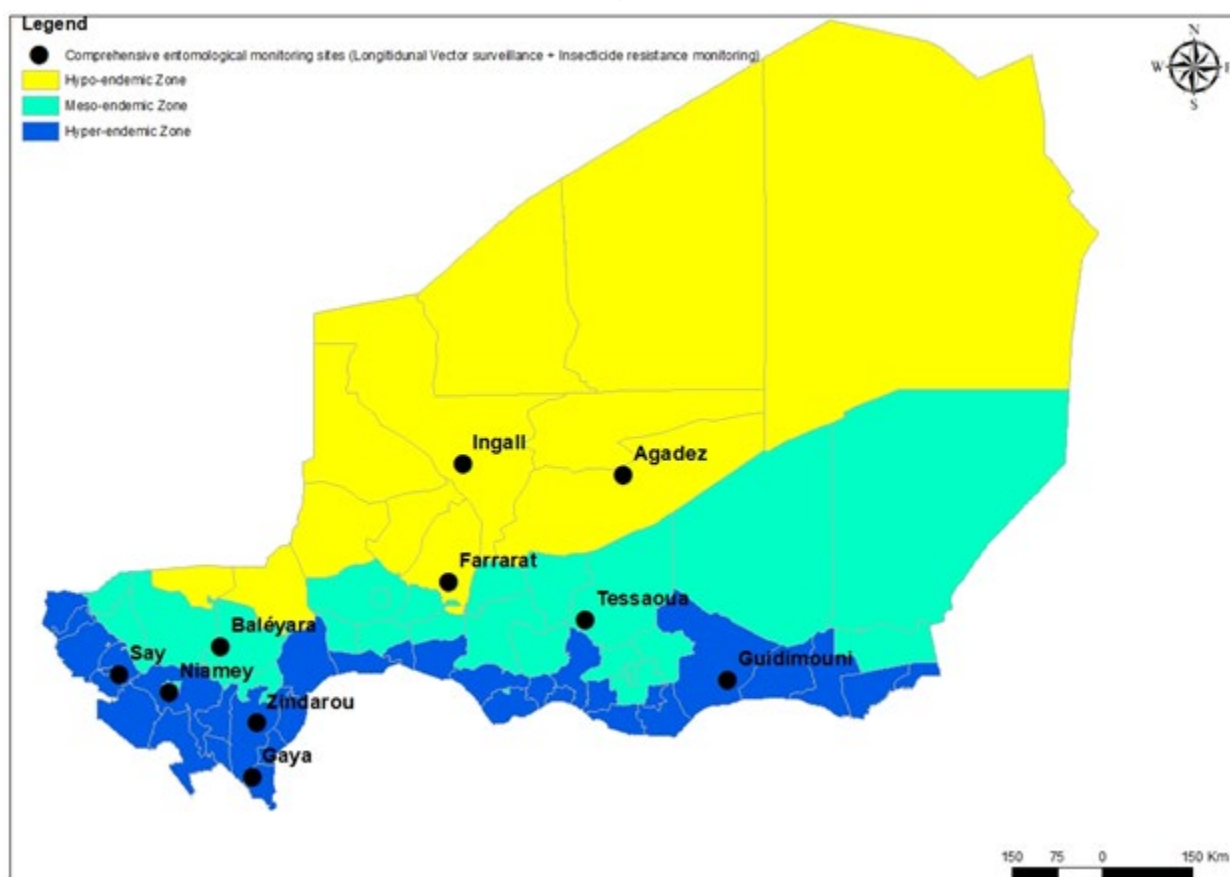 Legend
Comprehensive entomological monitoring sites (Longitidunal Vector surveillance + Insecticide resistance monitoring)
Hypo-endemic Zone
Meso-endemic Zone
Hyper-endemic Zone
N
W E
S
Ingall
Agadez
Farrarat
Tessaoua
Baléyara
Say
Niamey
Guidimouni
Zindarou
Gaya
150 75 0 150 Km